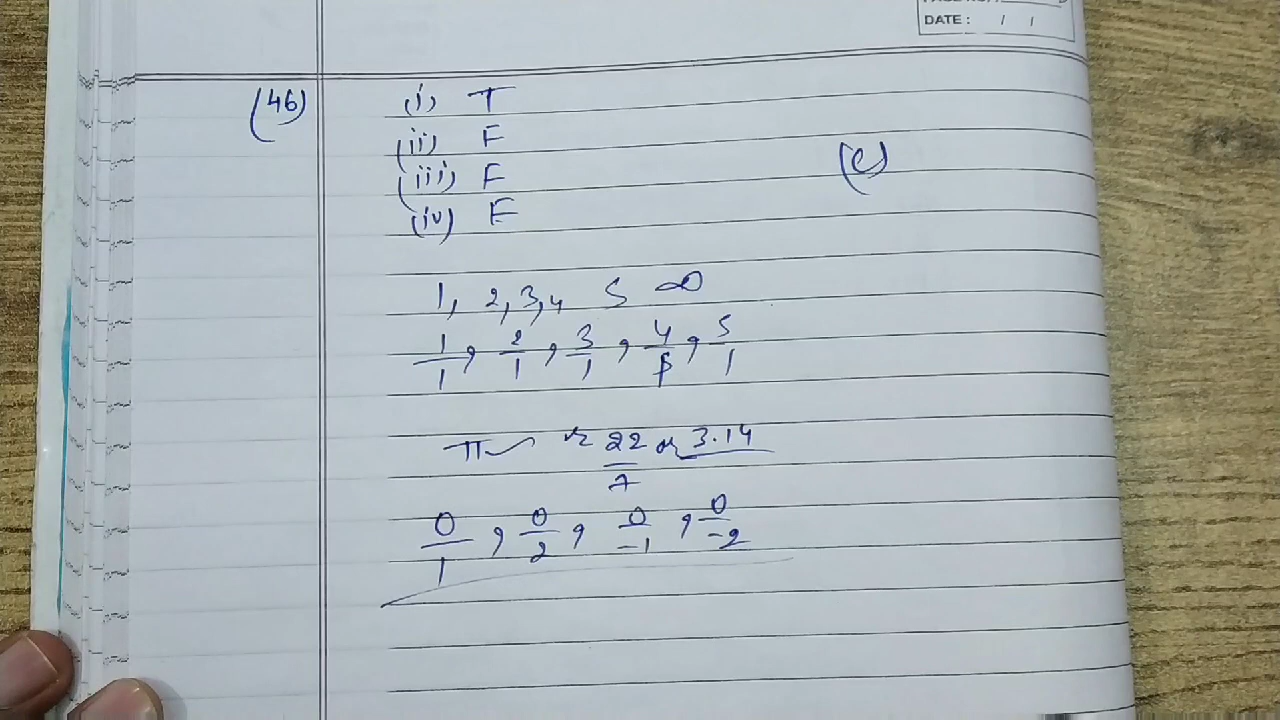 DATE : / /
(46) (i) T
(ii) F
(c)
(iii) F
(iv) F
1, 2, 3, 4 5 ∞
1/1, 2/1, 3/1, 4/1, 5/1
π 22/7 or 3.14
0/1, 0/2, 0/-1, 0/-2